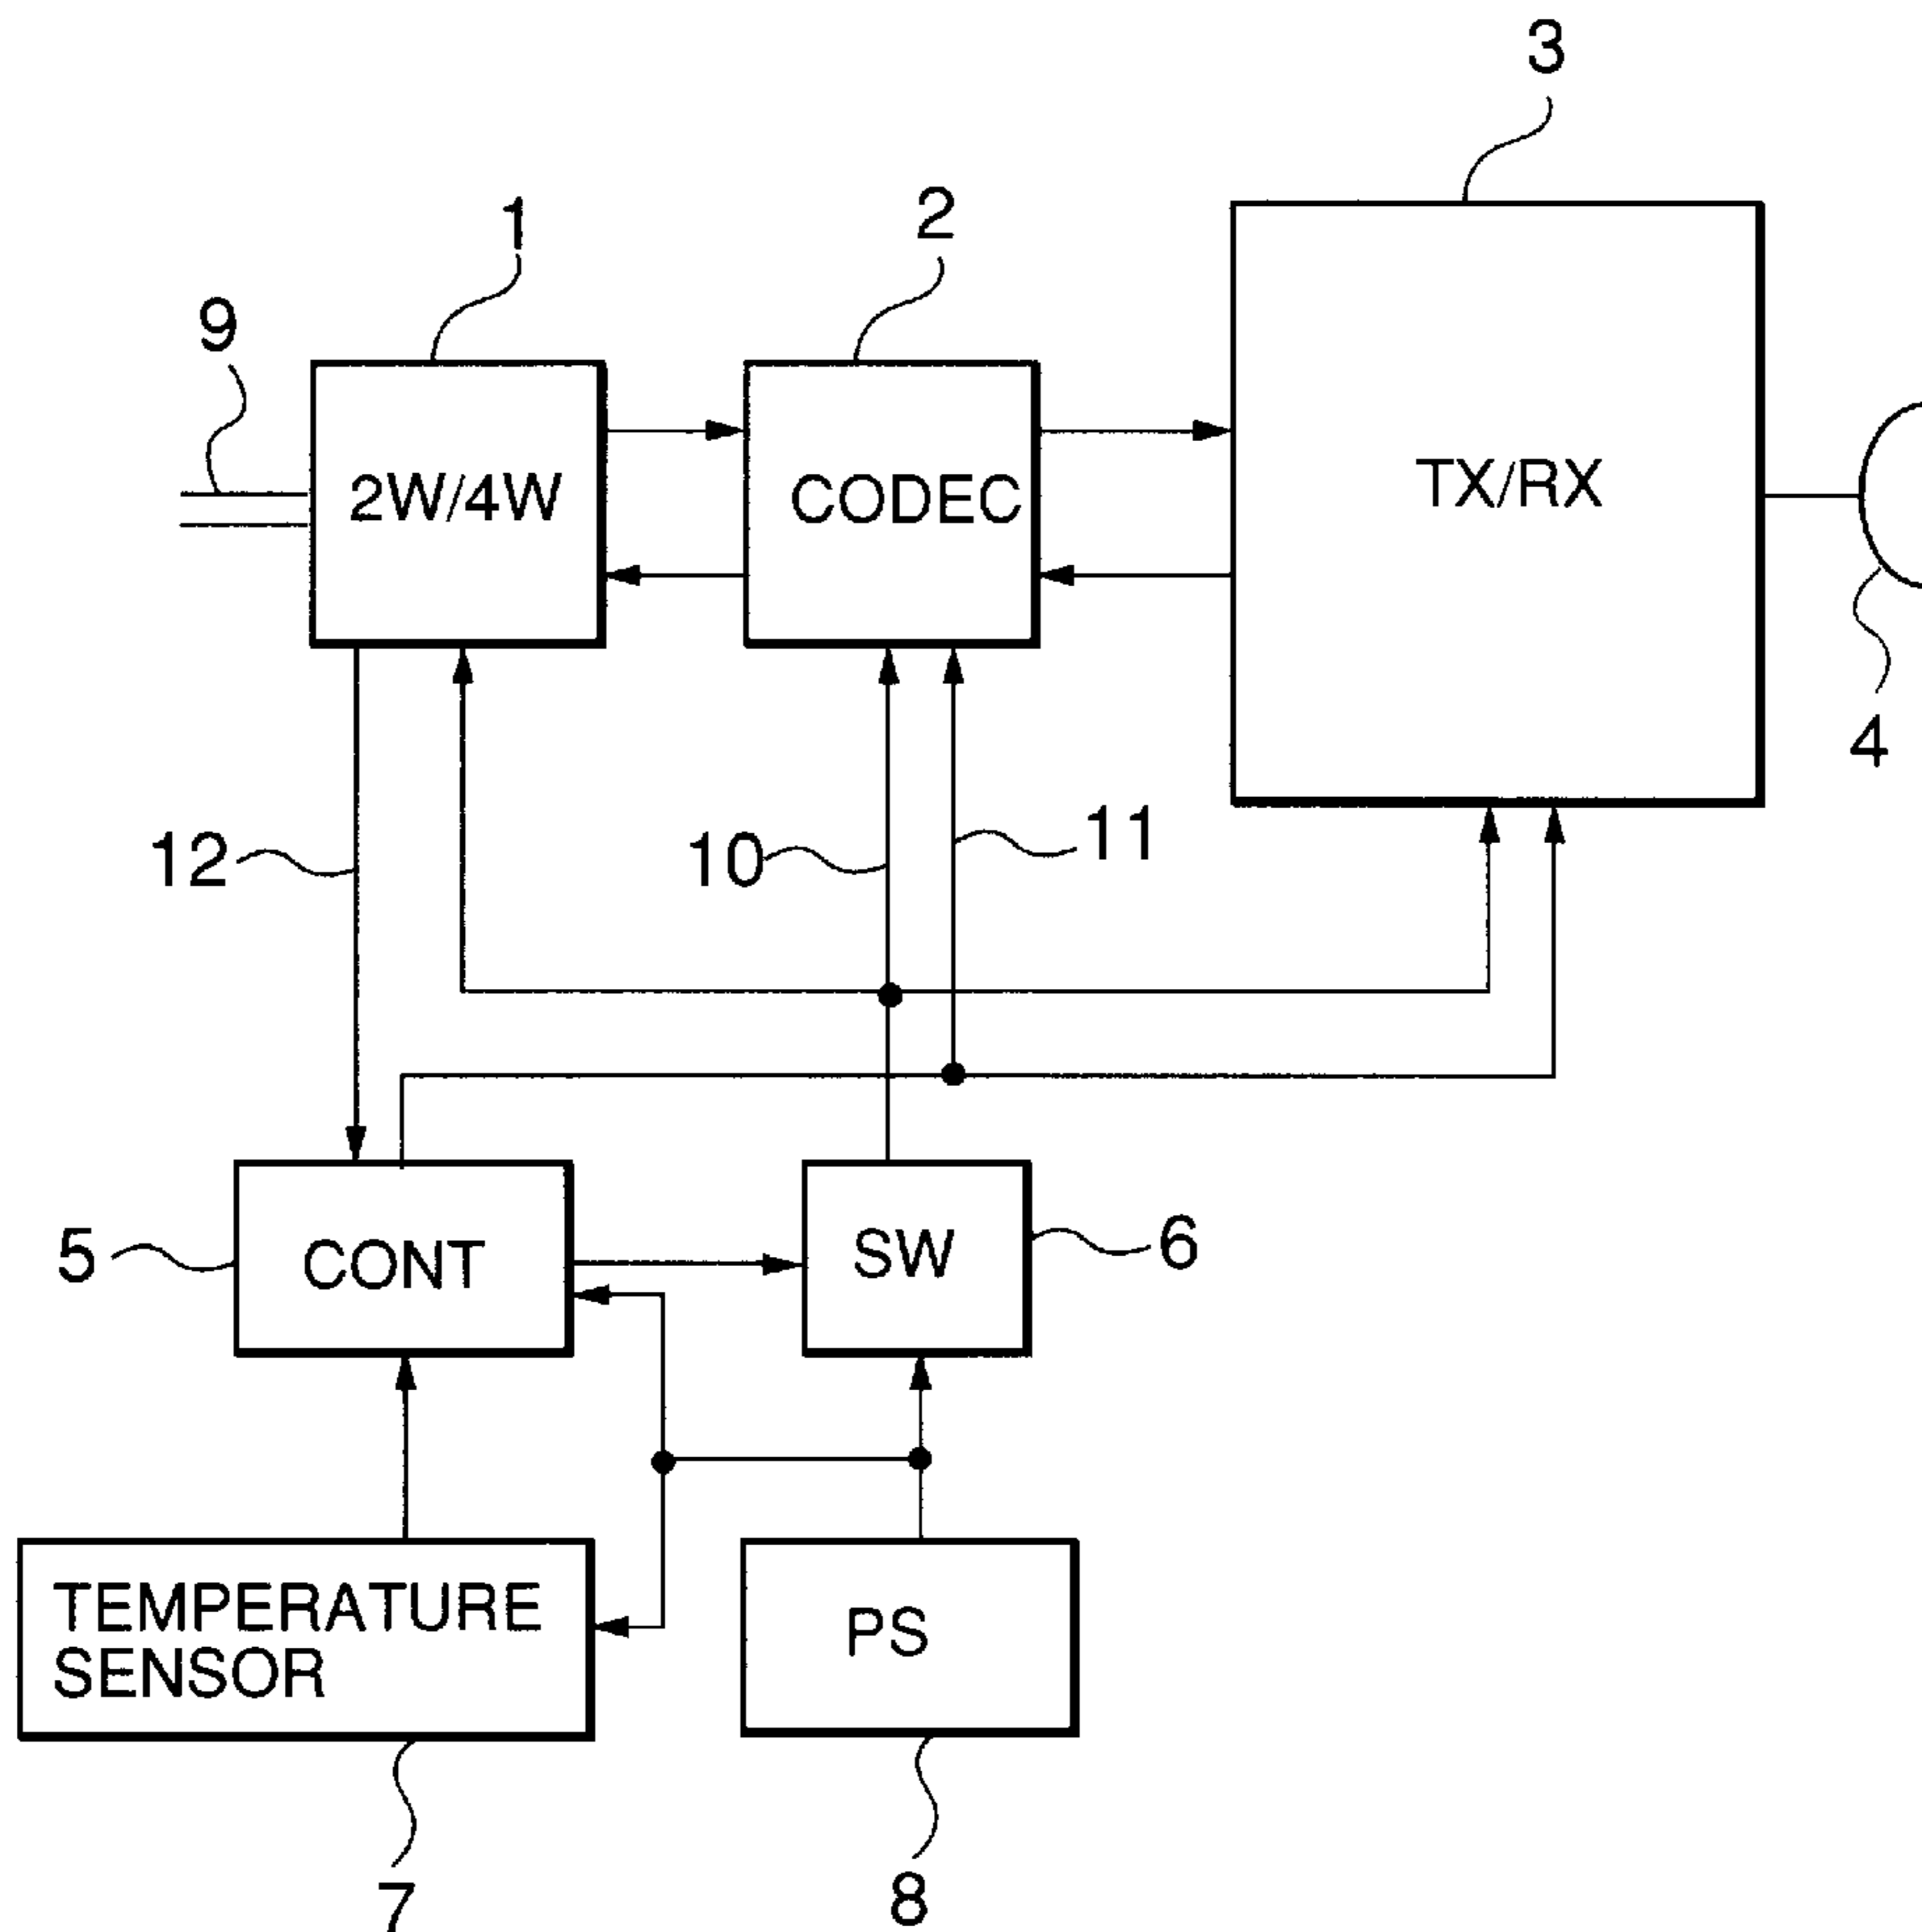 3
1
2
9
2W/4W
CODEC
TX/RX
4
12
10
11
5
CONT
SW
6
TEMPERATURE
SENSOR
PS
7
8